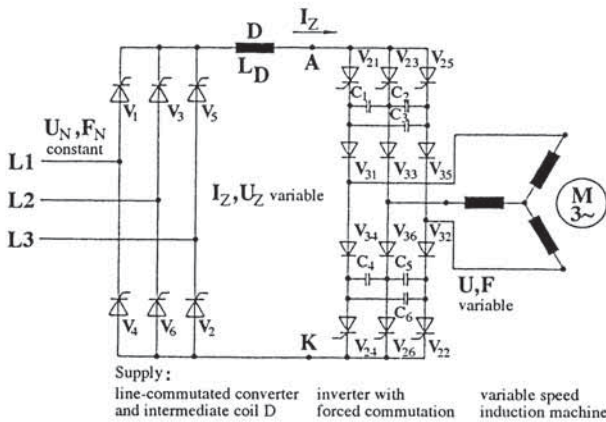 D
I_Z
L_D
A
V_21 V_23 V_25
C_1 C_2
C_3
V_1 V_3 V_5
U_N, F_N
constant
L1
V_31 V_33 V_35
I_Z, U_Z variable
L2
M
3~
L3
V_34 V_36 V_32
C_4 C_5
U,F
variable
C_6
V_4 V_6 V_2
K
V_24 V_26 V_22
Supply:
line-commutated converter inverter with variable speed
and intermediate coil D forced commutation induction machine